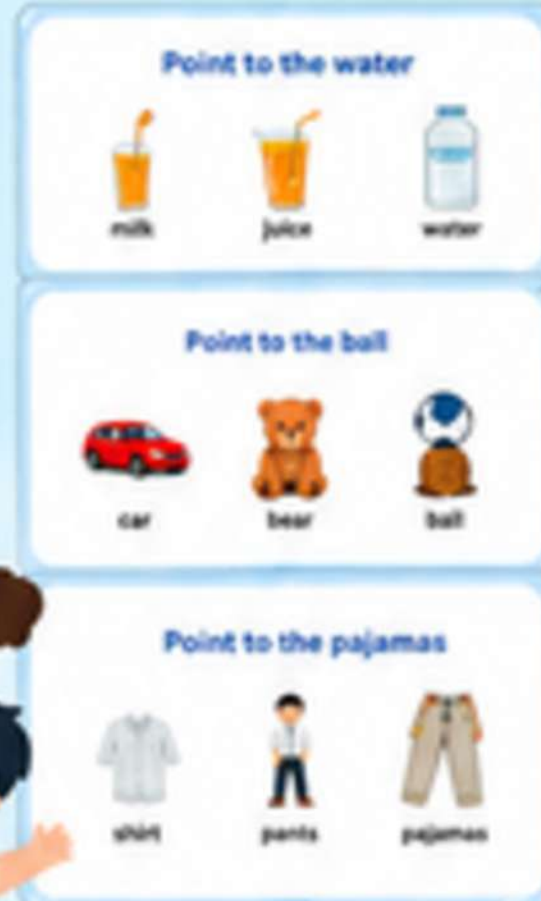 Point to the water
milk juice water
Point to the ball
car bear ball
Point to the pajamas
shirt pants pajamas